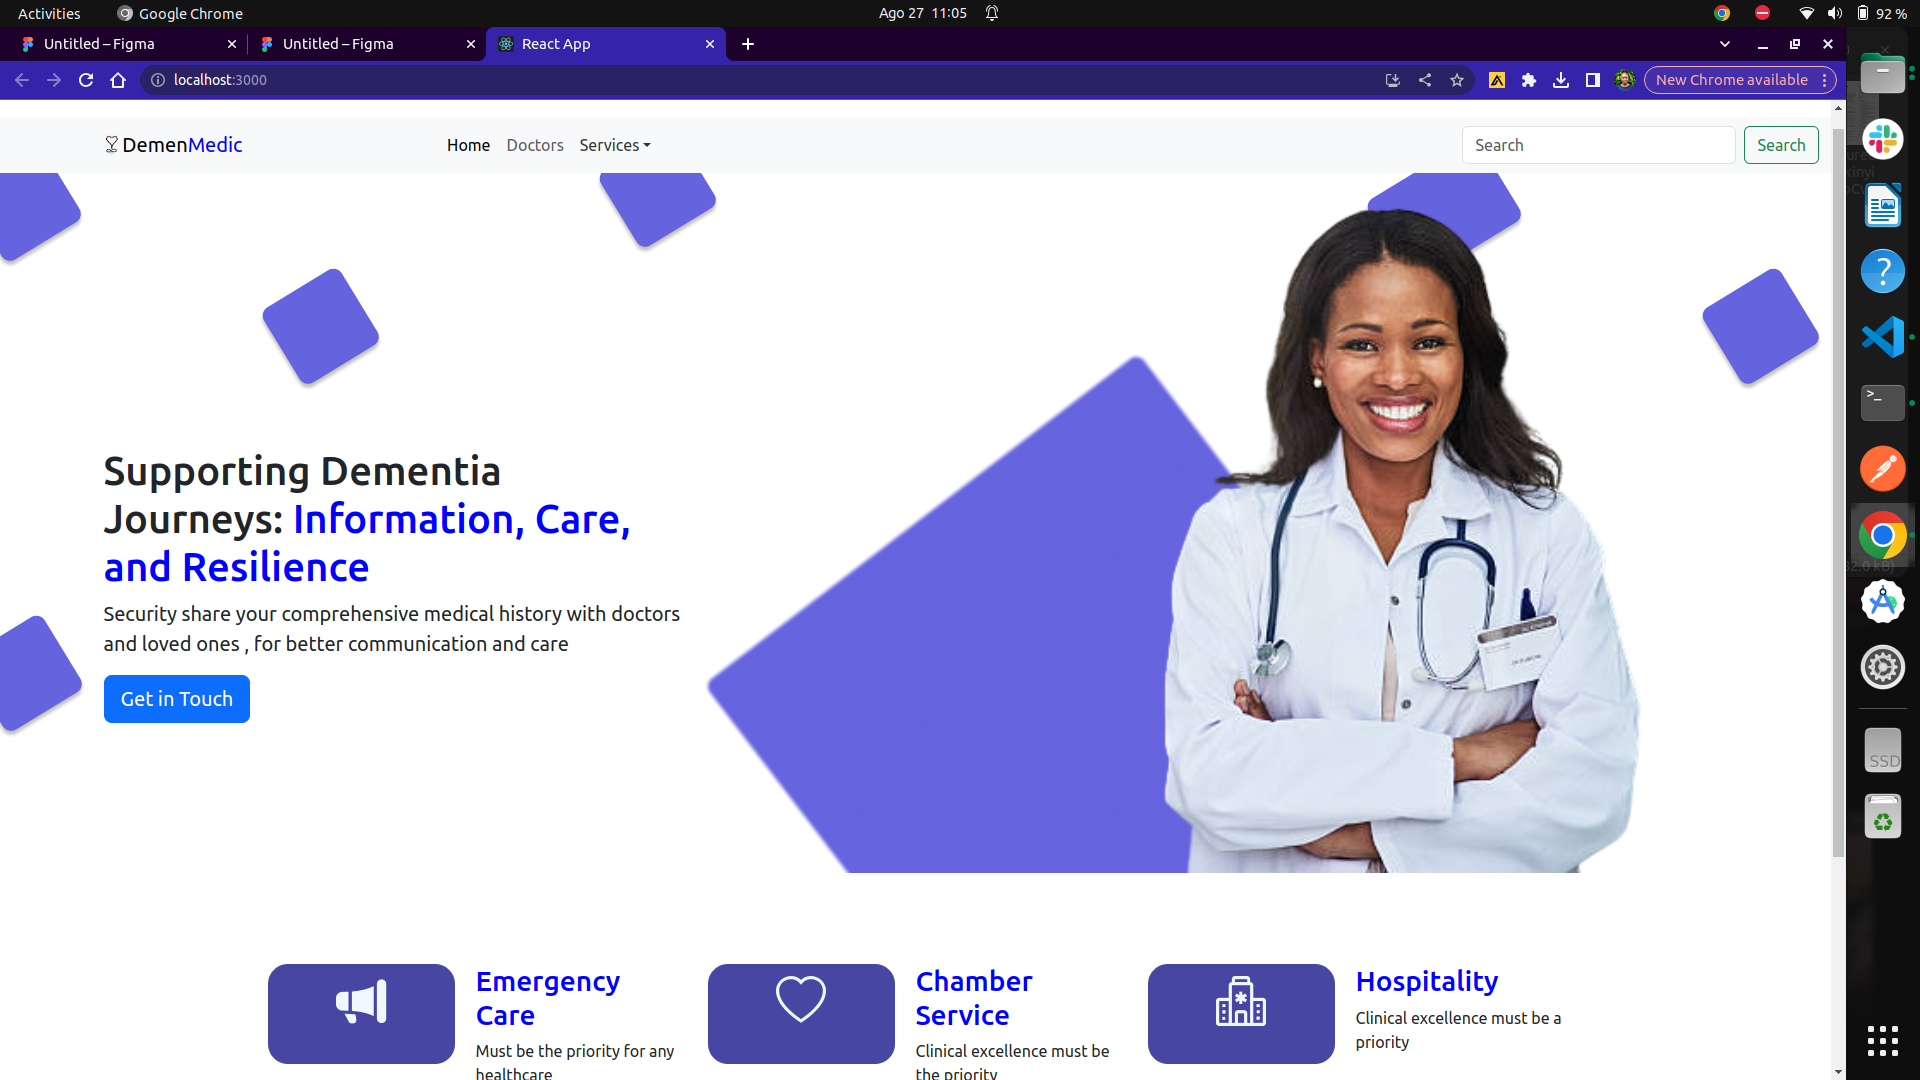 Activities
Google Chrome
Ago 27 11:05
92 %
Untitled – Figma
Untitled – Figma
React App
localhost:3000
New Chrome available
DemenMedic
Home
Doctors
Services
Search
Search
Supporting Dementia
Journeys: Information, Care,
and Resilience
Security share your comprehensive medical history with doctors
and loved ones , for better communication and care
Get in Touch
Emergency
Care
Must be the priority for any
healthcare
Chamber
Service
Clinical excellence must be
the priority
Hospitality
Clinical excellence must be a
priority
SSD